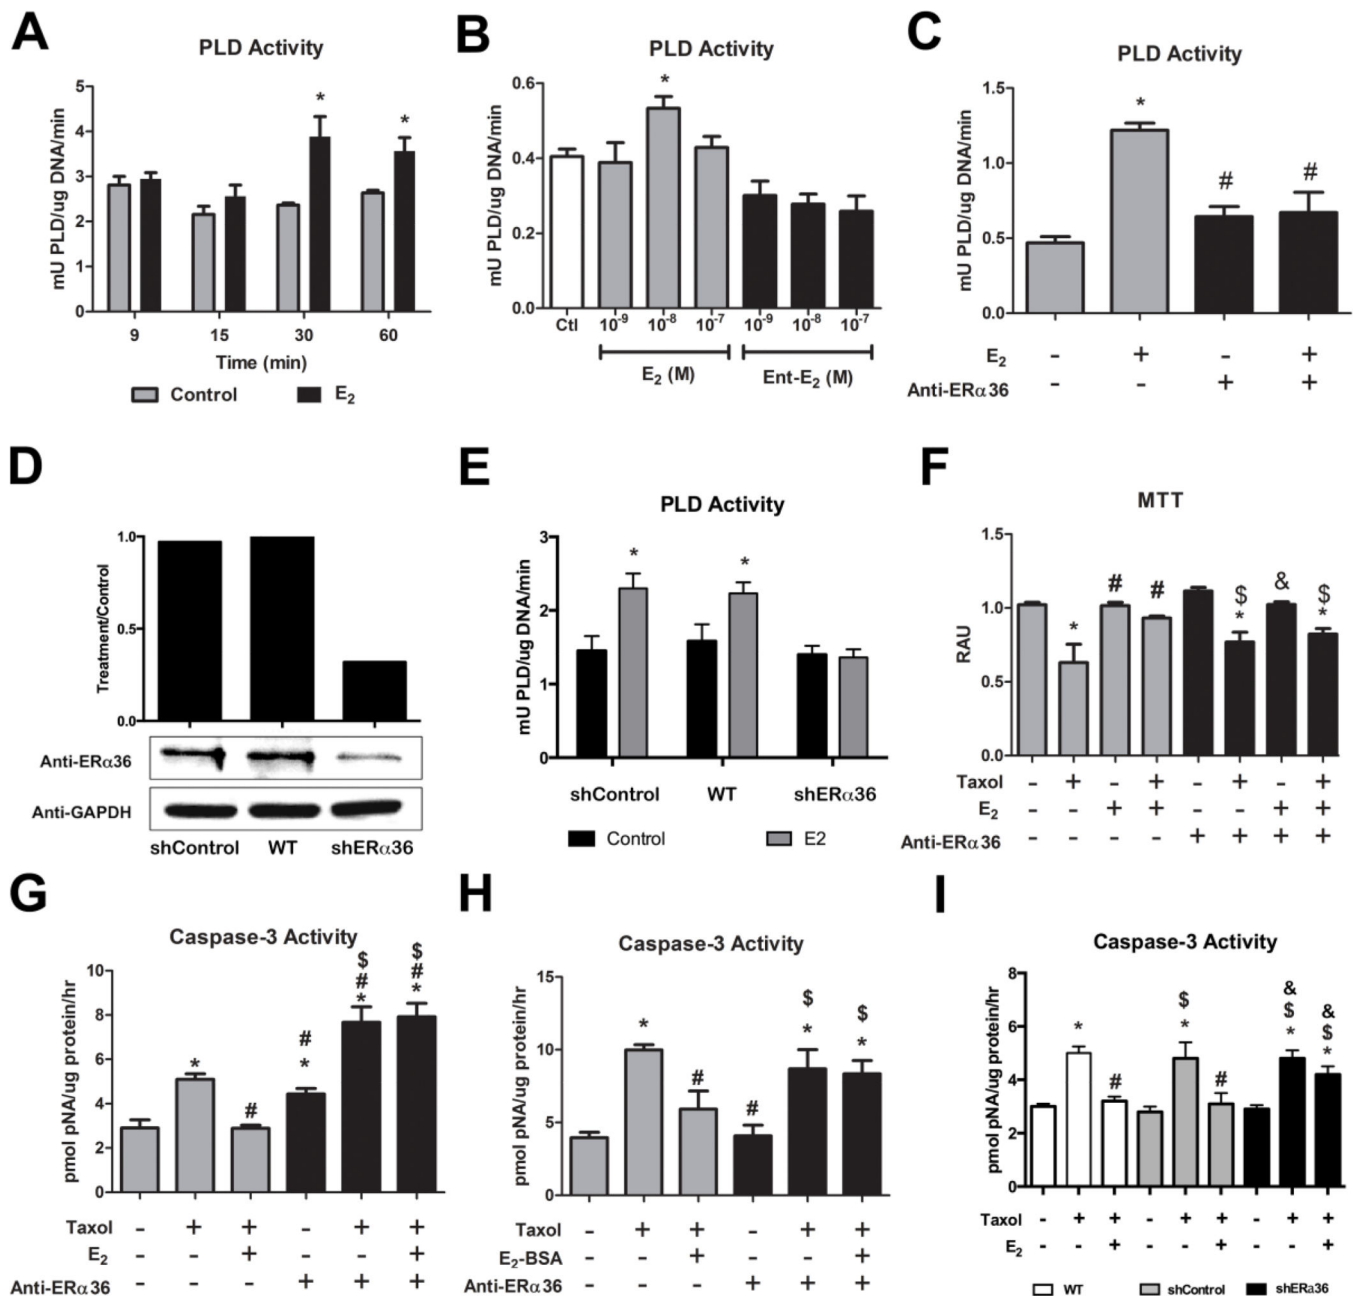 A
PLD Activity
mU PLD/ug DNA/min
5
4
3
2
1
0
* *
9 15 30 60
Time (min)
Control E2
B
PLD Activity
mU PLD/ug DNA/min
0.6
0.4
0.2
0.0
*
Ctl 10-9 10-8 10-7 10-9 10-8 10-7
E2 (M) Ent-E2 (M)
C
PLD Activity
mU PLD/ug DNA/min
1.5
1.0
0.5
0.0
* # #
E2 - + - +
Anti-ERα36 - - + +
D
Treatment/Control
1.0
0.5
0.0
Anti-ERα36
Anti-GAPDH
shControl WT shERα36
E
PLD Activity
mU PLD/ug DNA/min
3
2
1
0
* *
shControl WT shERα36
Control E2
F
MTT
RAU
1.5
1.0
0.5
0.0
* # # $ * & $ *
Taxol - + - + - + - +
E2 - - + + - - + +
Anti-ERα36 - - - - + + + +
G
Caspase-3 Activity
pmol pNA/ug protein/hr
10
8
6
4
2
0
* # # * $ # * $ # *
Taxol - + + - + +
E2 - - + - - +
Anti-ERα36 - - - + + +
H
Caspase-3 Activity
pmol pNA/ug protein/hr
15
10
5
0
* # # $ * $ *
Taxol - + + - + +
E2-BSA - - + - - +
Anti-ERα36 - - - + + +
I
Caspase-3 Activity
pmol pNA/ug protein/hr
8
6
4
2
0
* # $ * # & $ * & $ *
Taxol - + + - + + - + +
E2 - - + - - + - - +
WT shControl shERa36